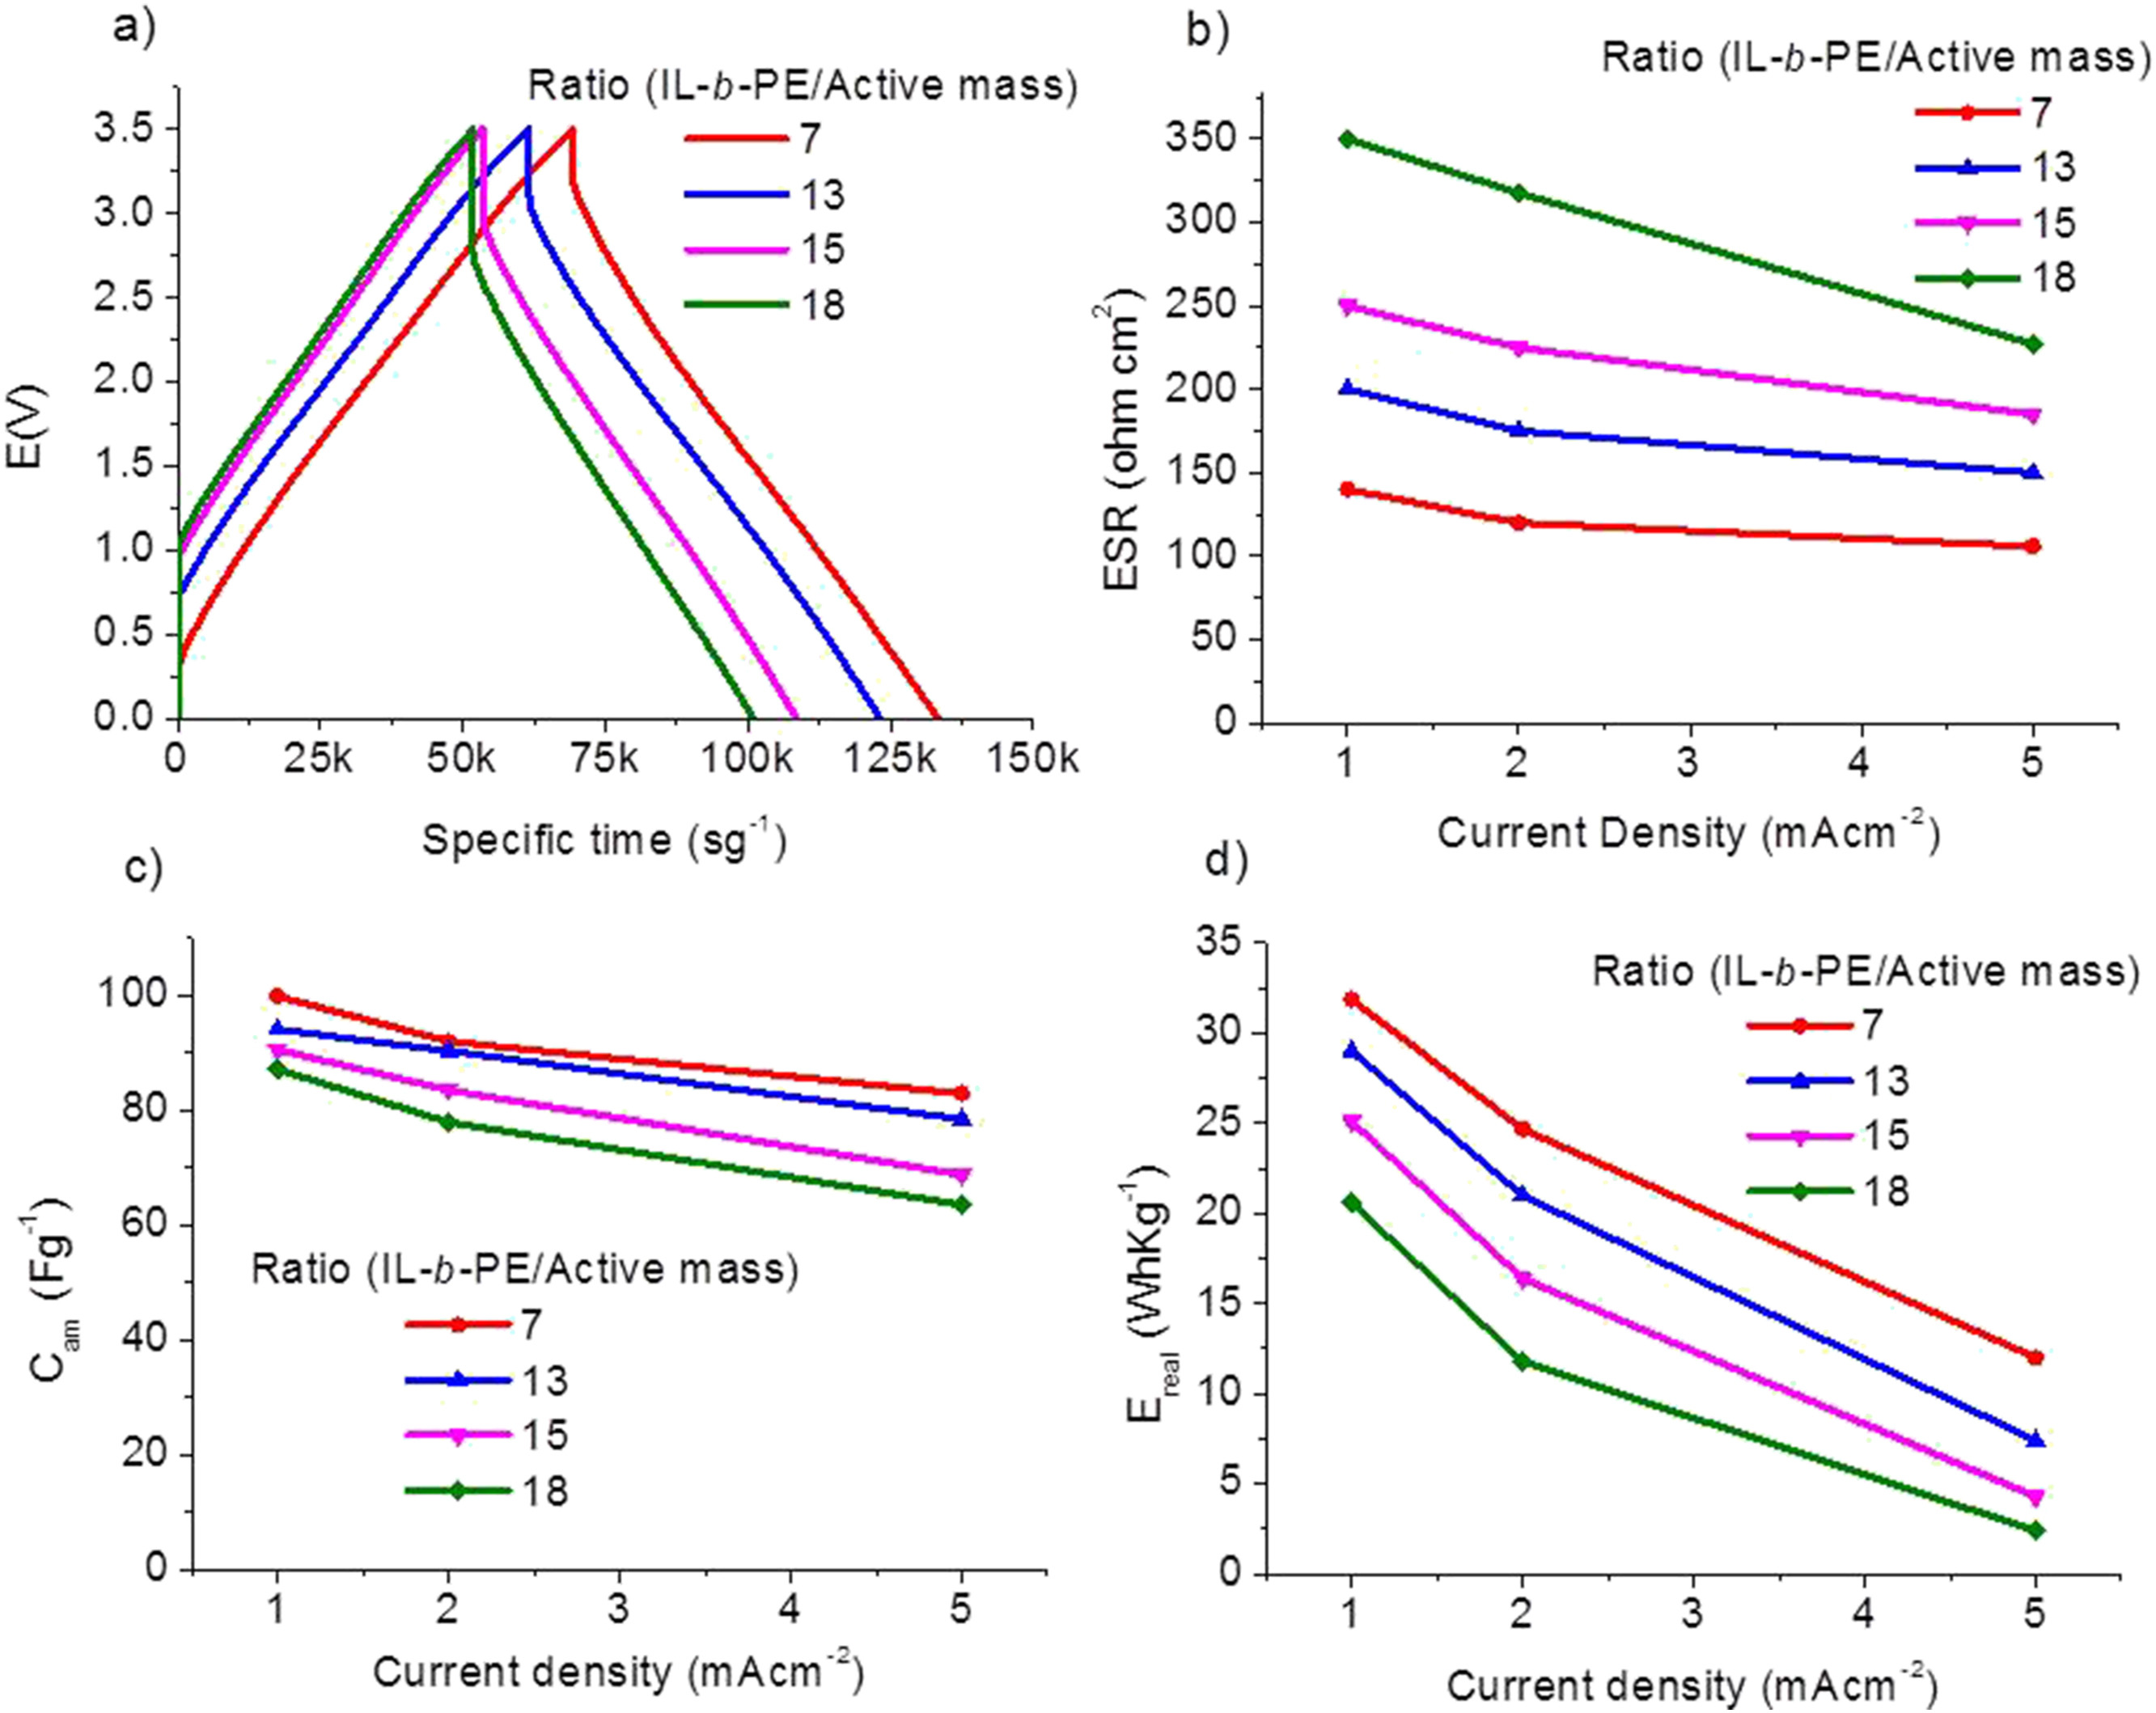 a)
Ratio (IL-b-PE/Active mass)
7
13
15
18
3.5
3.0
2.5
2.0
1.5
1.0
0.5
0.0
E(V)
0 25k 50k 75k 100k 125k 150k
Specific time (sg⁻¹)
b)
Ratio (IL-b-PE/Active mass)
7
13
15
18
350
300
250
200
150
100
50
0
ESR (ohm cm²)
1 2 3 4 5
Current Density (mAcm⁻²)
c)
100
80
60
40
20
0
C_am (Fg⁻¹)
Ratio (IL-b-PE/Active mass)
7
13
15
18
1 2 3 4 5
Current density (mAcm⁻²)
d)
Ratio (IL-b-PE/Active mass)
7
13
15
18
35
30
25
20
15
10
5
0
E_real (WhKg⁻¹)
1 2 3 4 5
Current density (mAcm⁻²)